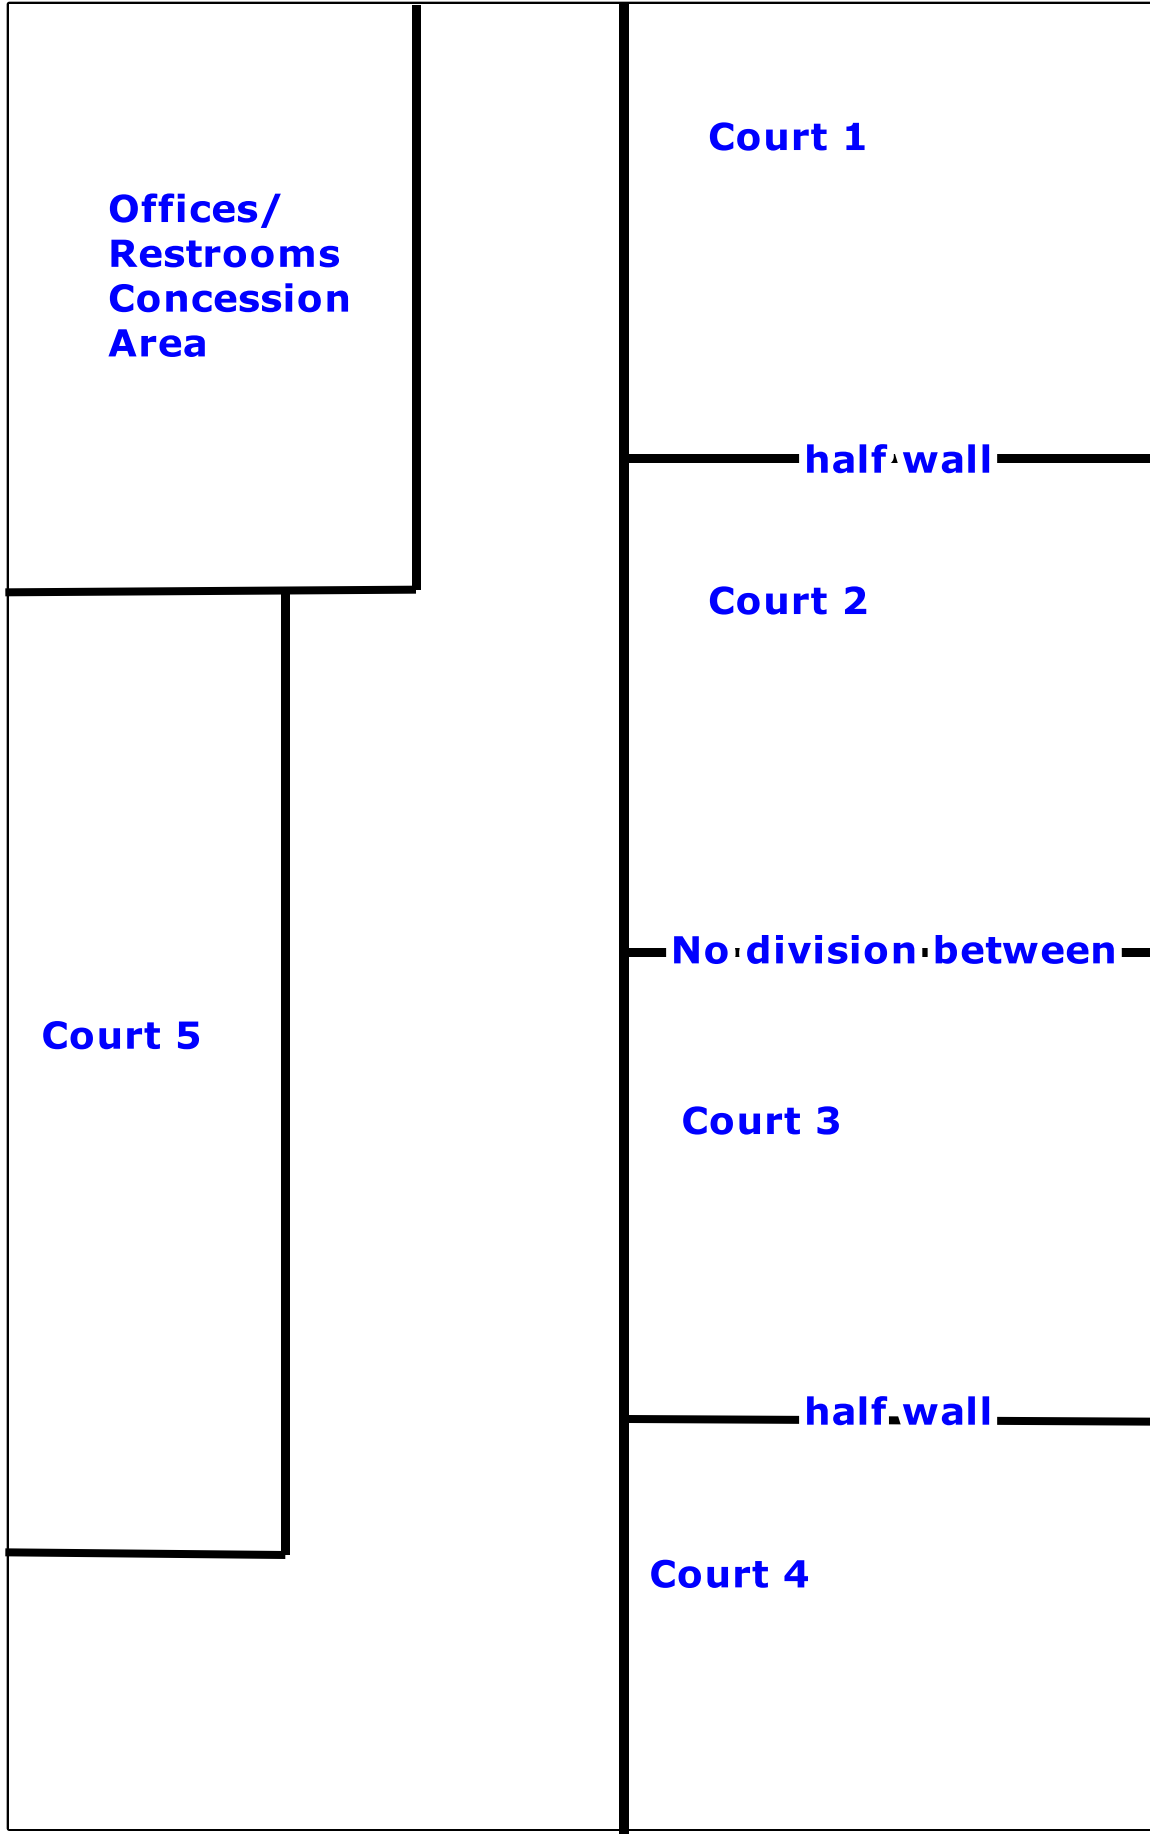 Court 1
Offices/
Restrooms
Concession
Area
half wall
Court 2
No division between
Court 5
Court 3
half wall
Court 4